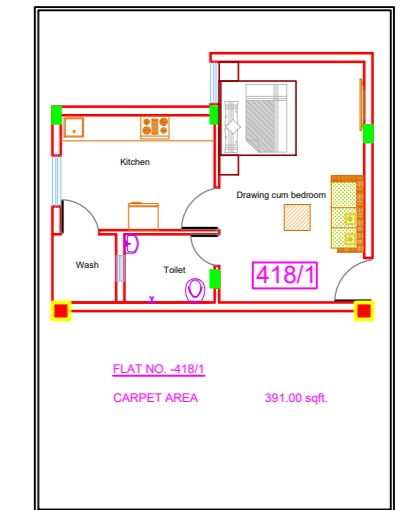 Kitchen
Drawing cum bedroom
Wash
Toilet
418/1
FLAT NO. -418/1
CARPET AREA 391.00 sqft.